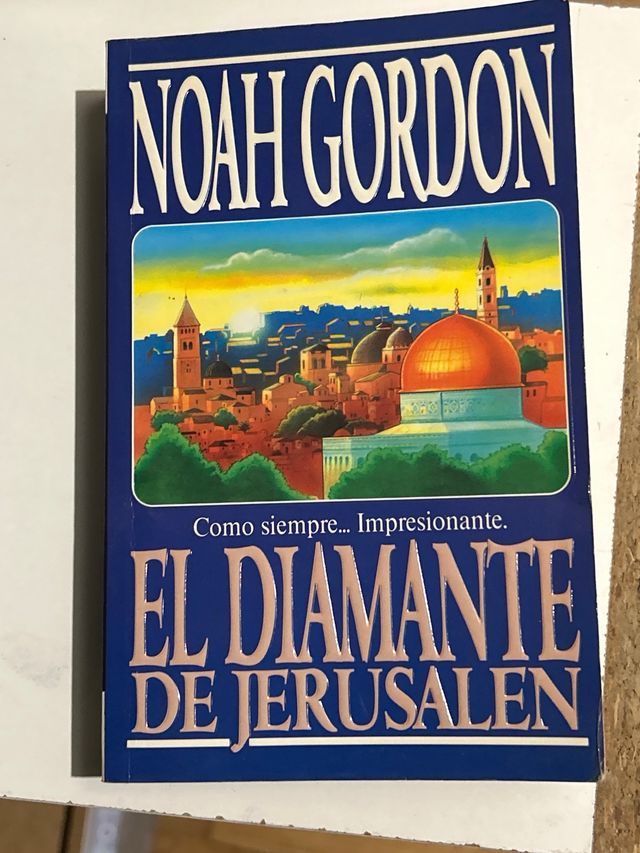 NOAH GORDON
Como siempre... Impresionante.
EL DIAMANTE
DE JERUSALEN